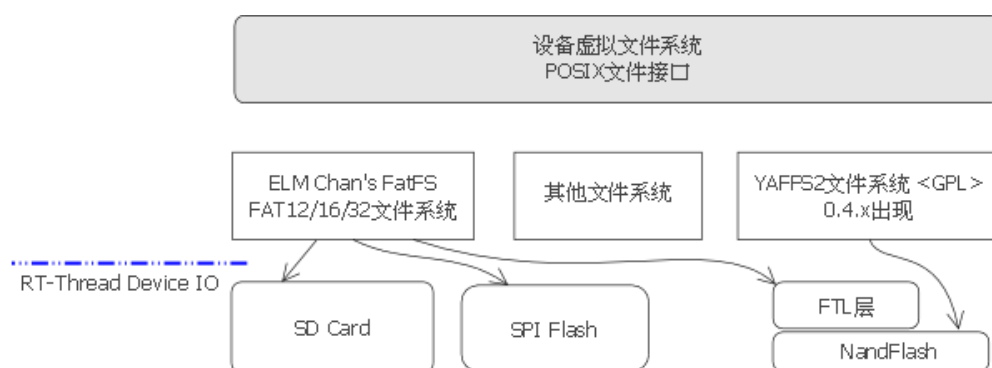 设备虚拟文件系统
POSIX文件接口
ELM Chan's FatFS
FAT12/16/32文件系统
其他文件系统
YAFPS2文件系统 <GPL>
0.4.x出现
RT-Thread Device IO
SD Card
SPI Flash
FTL层
NandFlash